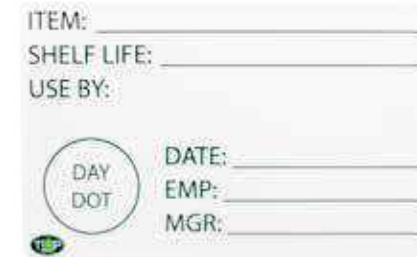 ITEM:
SHELF LIFE:
USE BY:
DAY
DOT
DATE:
EMP:
MGR: